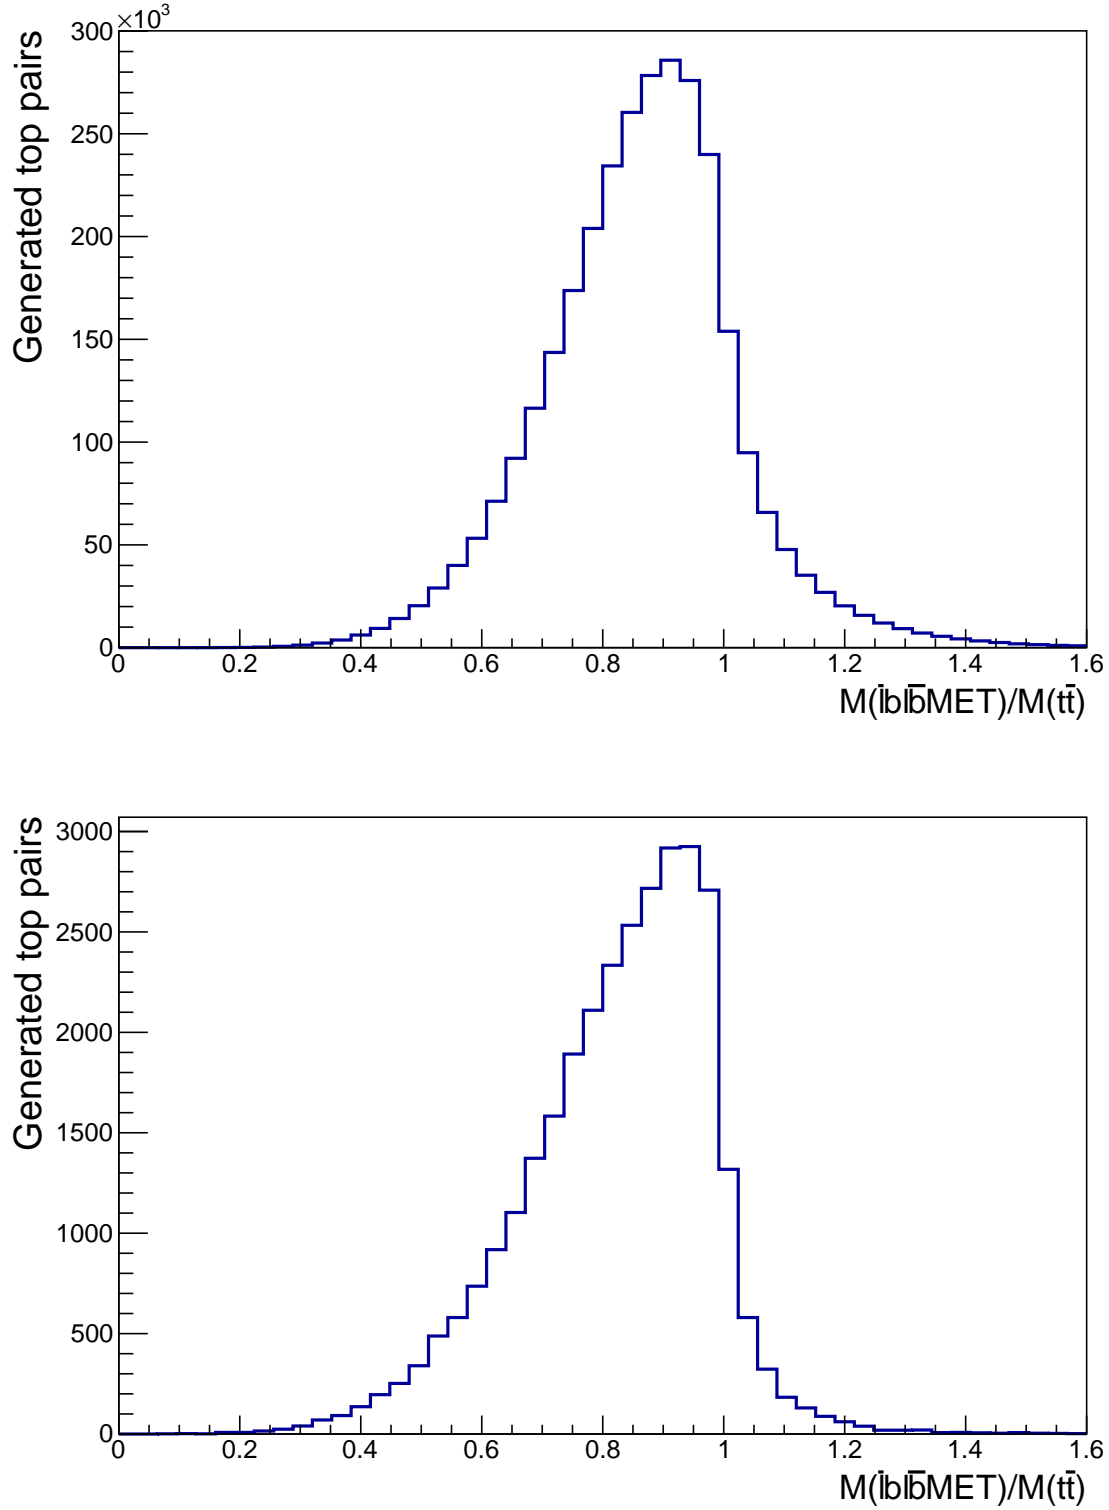 ×10³
300
250
200
150
100
50
0
Generated top pairs
0 0.2 0.4 0.6 0.8 1 1.2 1.4 1.6
M(l̄blb̄MET)/M(tt̄)
3000
2500
2000
1500
1000
500
0
Generated top pairs
0 0.2 0.4 0.6 0.8 1 1.2 1.4 1.6
M(l̄blb̄MET)/M(tt̄)